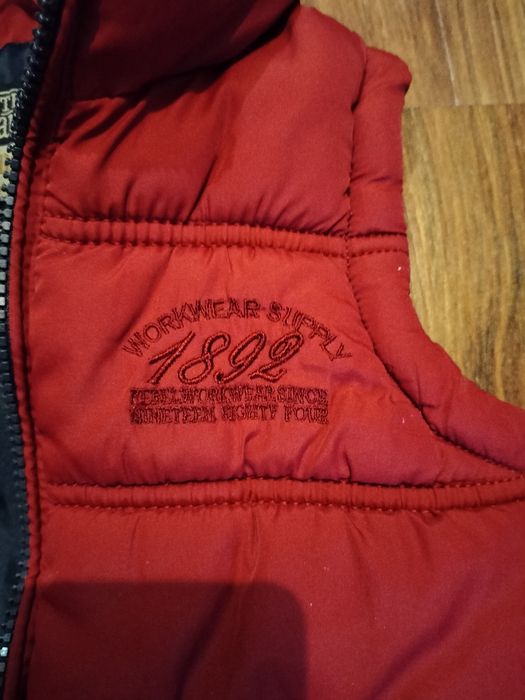 WORKWEAR·SUPPLY
1892
REBEL WORKWEAR SINCE
NINETEEN EIGHTY FOUR